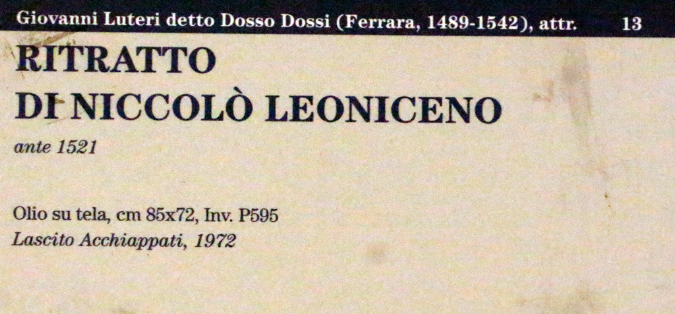 Giovanni Luteri detto Dosso Dossi (Ferrara, 1489-1542), attr. 13
RITRATTO
DI NICCOLÒ LEONICENO
ante 1521
Olio su tela, cm 85x72, Inv. P595
Lascito Acchiappati, 1972